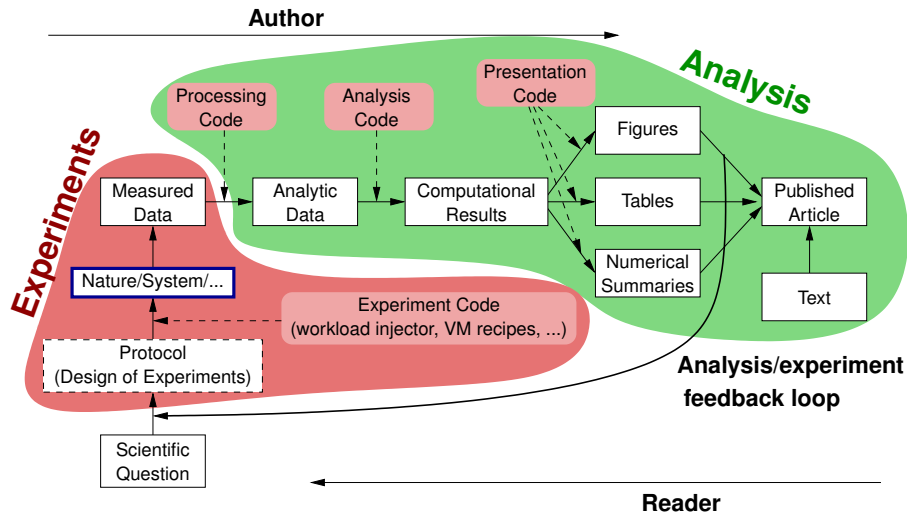 Author
Analysis
Processing
Code
Analysis
Code
Presentation
Code
Figures
Experiments
Measured
Data
Analytic
Data
Computational
Results
Tables
Published
Article
Nature/System/...
Numerical
Summaries
Text
Experiment Code
(workload injector, VM recipes, ...)
Protocol
(Design of Experiments)
Analysis/experiment
feedback loop
Scientific
Question
Reader